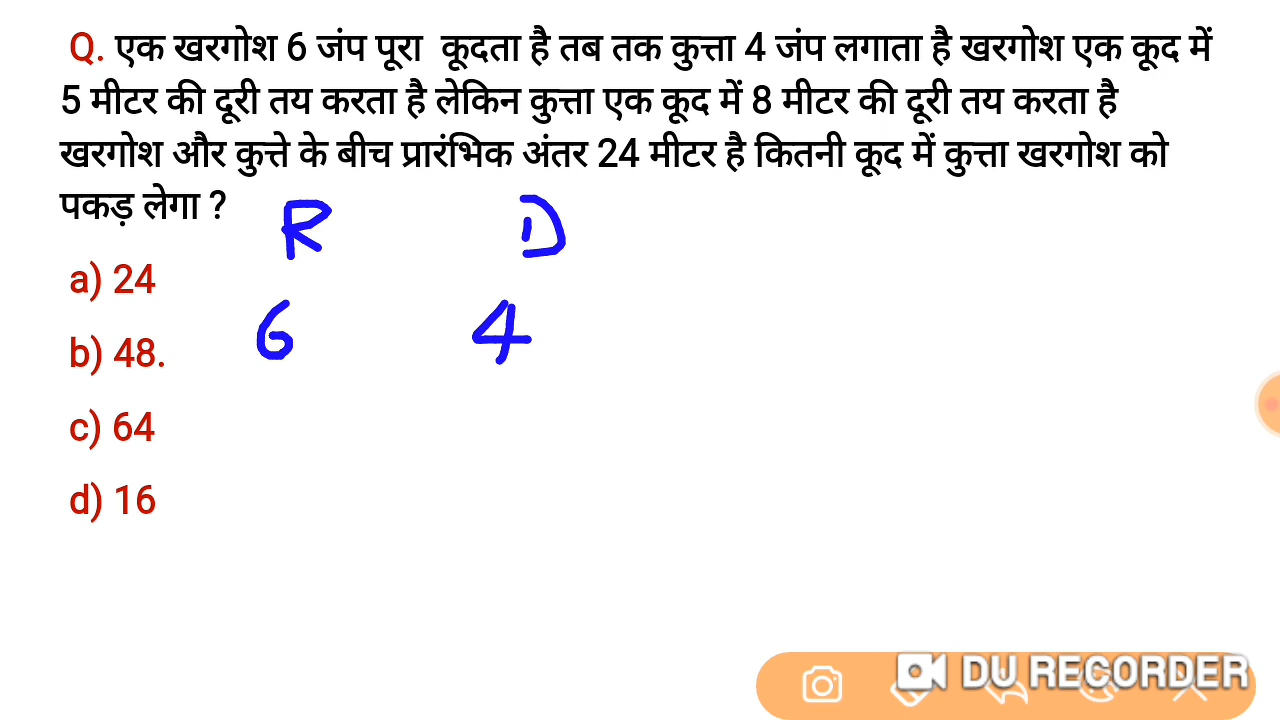 Q. एक खरगोश 6 जंप पूरा कूदता है तब तक कुत्ता 4 जंप लगाता है खरगोश एक कूद में
5 मीटर की दूरी तय करता है लेकिन कुत्ता एक कूद में 8 मीटर की दूरी तय करता है
खरगोश और कुत्ते के बीच प्रारंभिक अंतर 24 मीटर है कितनी कूद में कुत्ता खरगोश को
पकड़ लेगा ?
R D
a) 24
6 4
b) 48.
c) 64
d) 16
DU RECORDER